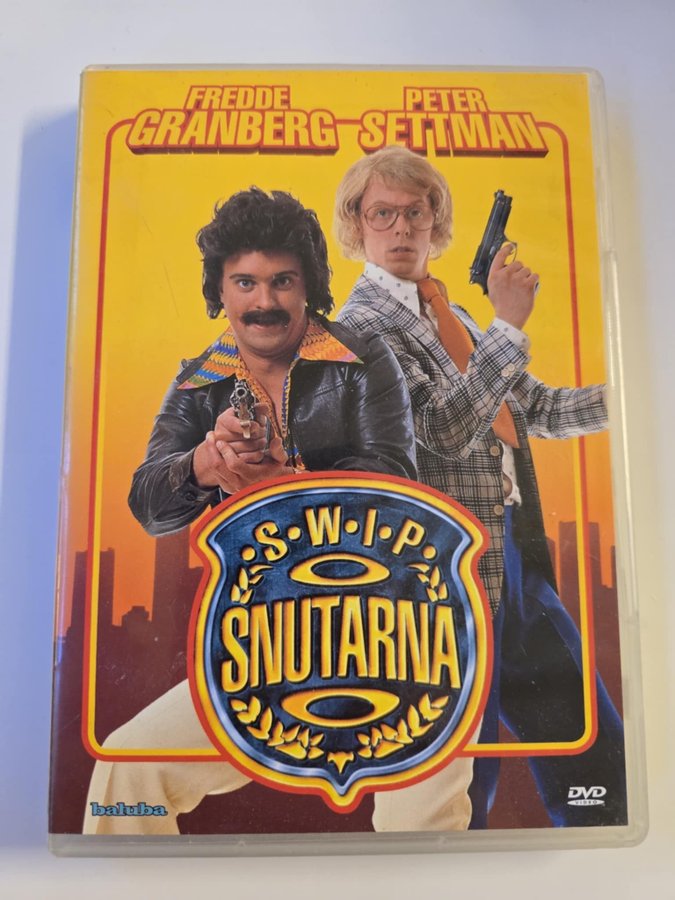 FREDDE
GRANBERG
PETER
SETTMAN
S·W·I·P
SNUTARNA
baluba
DVD
VIDEO